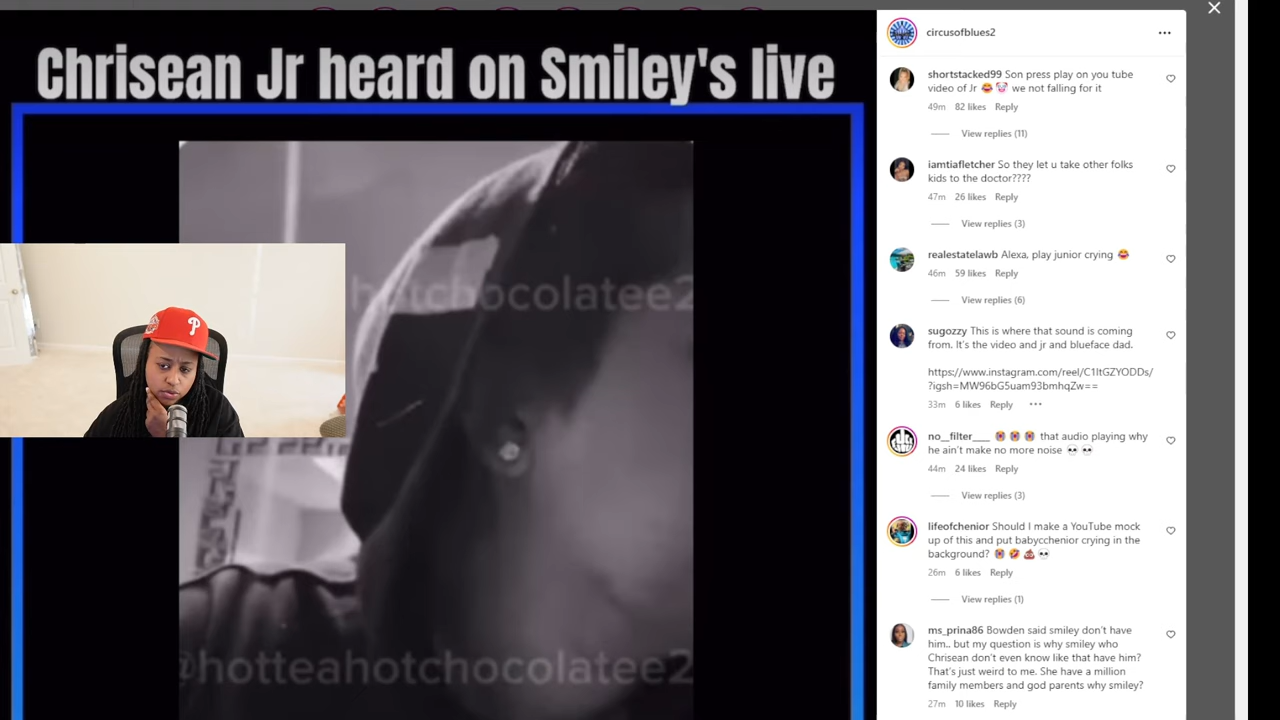 Chrisean Jr heard on Smiley's live
chocolatee2
chocolatee2
P
circusofblues2
shortstacked99 Son press play on you tube
video of Jr 😂 🤡 we not falling for it
49m 82 likes Reply
View replies (11)
iamtiafletcher So they let u take other folks
kids to the doctor????
47m 26 likes Reply
View replies (3)
realestatelawb Alexa, play junior crying 😂
46m 59 likes Reply
View replies (6)
sugozzy This is where that sound is coming
from. It's the video and jr and blueface dad.
https://www.instagram.com/reel/C1ltGZYODDs/
?igsh=MW96bG5uam93bmhqZw==
33m 6 likes Reply
no__filter___ 😭 😭 😭 that audio playing why
he ain't make no more noise 💀 💀
44m 24 likes Reply
View replies (3)
lifeofchenior Should I make a YouTube mock
up of this and put babycchenior crying in the
background? 😭 🤣 💩 💀
26m 6 likes Reply
View replies (1)
ms_prina86 Bowden said smiley don't have
him.. but my question is why smiley who
Chrisean don't even know like that have him?
That's just weird to me. She have a million
family members and god parents why smiley?
27m 10 likes Reply